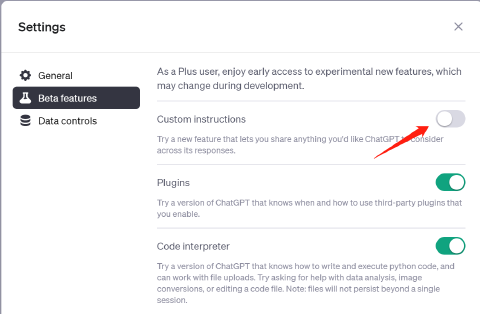 Settings
General
Beta features
Data controls
As a Plus user, enjoy early access to experimental new features, which
may change during development.
Custom instructions
Try a new feature that lets you share anything you'd like ChatGPT to consider
across its responses.
Plugins
Try a version of ChatGPT that knows when and how to use third-party plugins that
you enable.
Code interpreter
Try a version of ChatGPT that knows how to write and execute python code, and
can work with file uploads. Try asking for help with data analysis, image
conversions, or editing a code file. Note: files will not persist beyond a single
session.